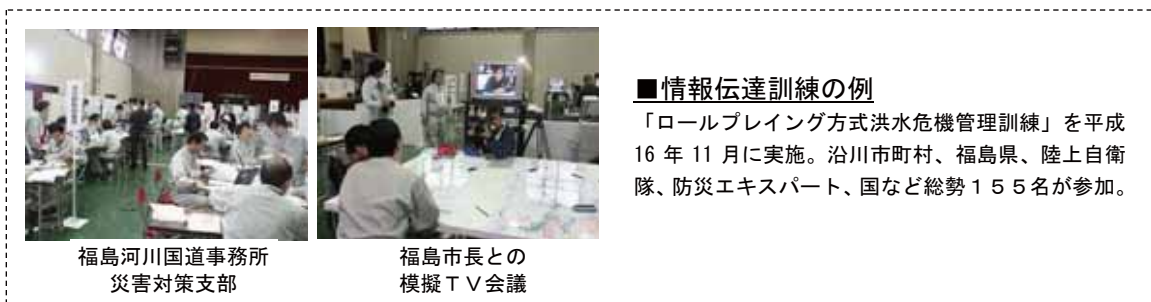 ■情報伝達訓練の例
「ロールプレイング方式洪水危機管理訓練」を平成
16 年 11 月に実施。沿川市町村、福島県、陸上自衛
隊、防災エキスパート、国など総勢１５５名が参加。
福島河川国道事務所
災害対策支部
福島市長との
模擬ＴＶ会議